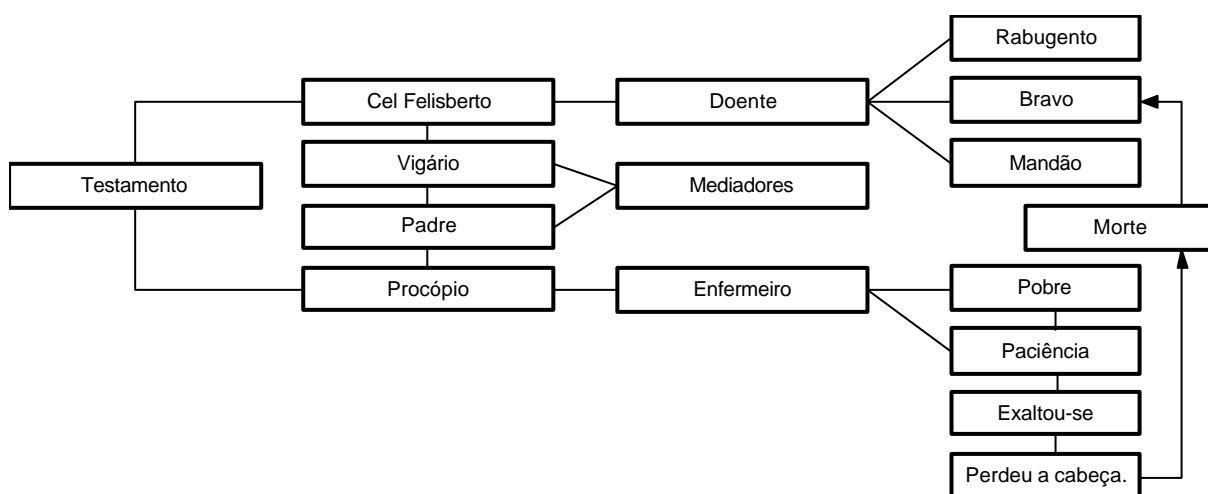 Rabugento
Cel Felisberto
Doente
Bravo
Vigário
Mandão
Testamento
Mediadores
Padre
Morte
Procópio
Enfermeiro
Pobre
Paciência
Exaltou-se
Perdeu a cabeça.